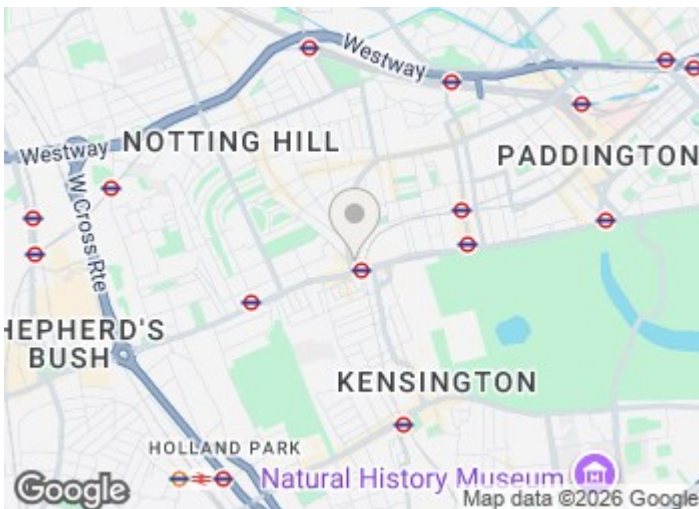 Westway
Westway
NOTTING HILL
PADDINGTON
W Cross Rte
HEPHERD'S
BUSH
KENSINGTON
HOLLAND PARK
Natural History Museum
Google
Map data ©2026 Google